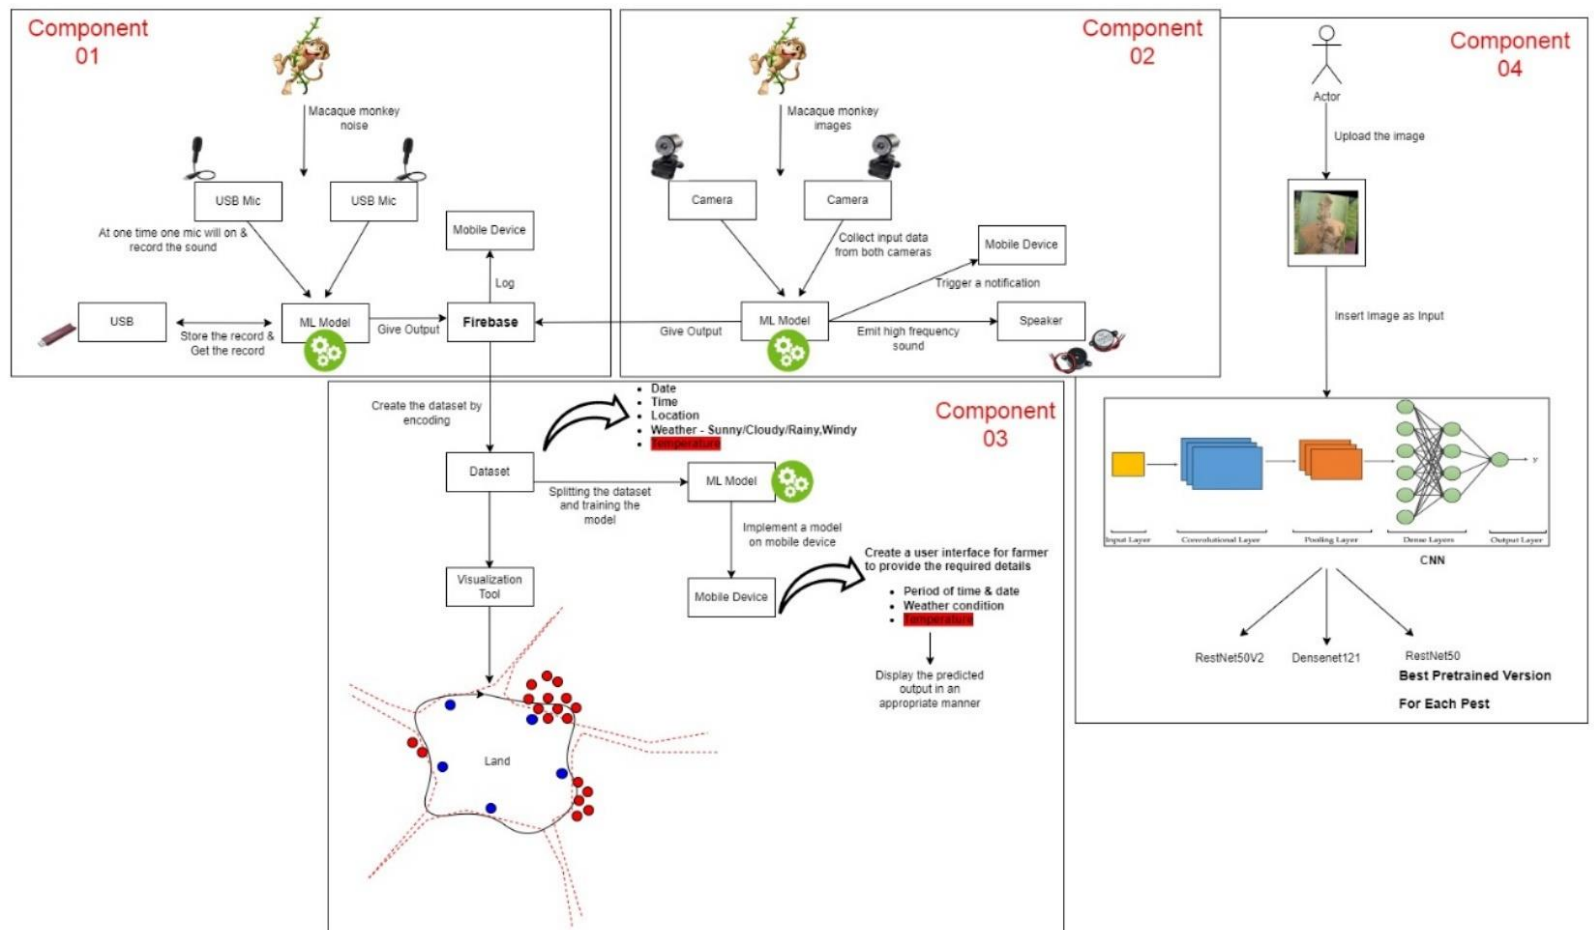 Component
01
Macaque monkey
noise
USB Mic
USB Mic
At one time one mic will on &
record the sound
Mobile Device
Log
USB
Store the record &
Get the record
ML Model
Give Output
Firebase
Component
02
Macaque monkey
images
Camera
Camera
Collect input data
from both cameras
Mobile Device
Trigger a notification
Give Output
ML Model
Emit high frequency
sound
Speaker
Component
03
Create the dataset by
encoding
Date
Time
Location
Weather - Sunny/Cloudy/Rainy,Windy
Temperature
Dataset
Splitting the dataset
and training the
model
ML Model
Implement a model
on mobile device
Visualization
Tool
Mobile Device
Create a user interface for farmer
to provide the required details
Period of time & date
Weather condition
Temperature
Display the predicted
output in an
appropriate manner
Land
Component
04
Actor
Upload the image
Insert Image as Input
y
Input Layer
Convolutional Layer
Pooling Layer
Dense Layers
Output Layer
CNN
RestNet50V2
Densenet121
RestNet50
Best Pretrained Version
For Each Pest